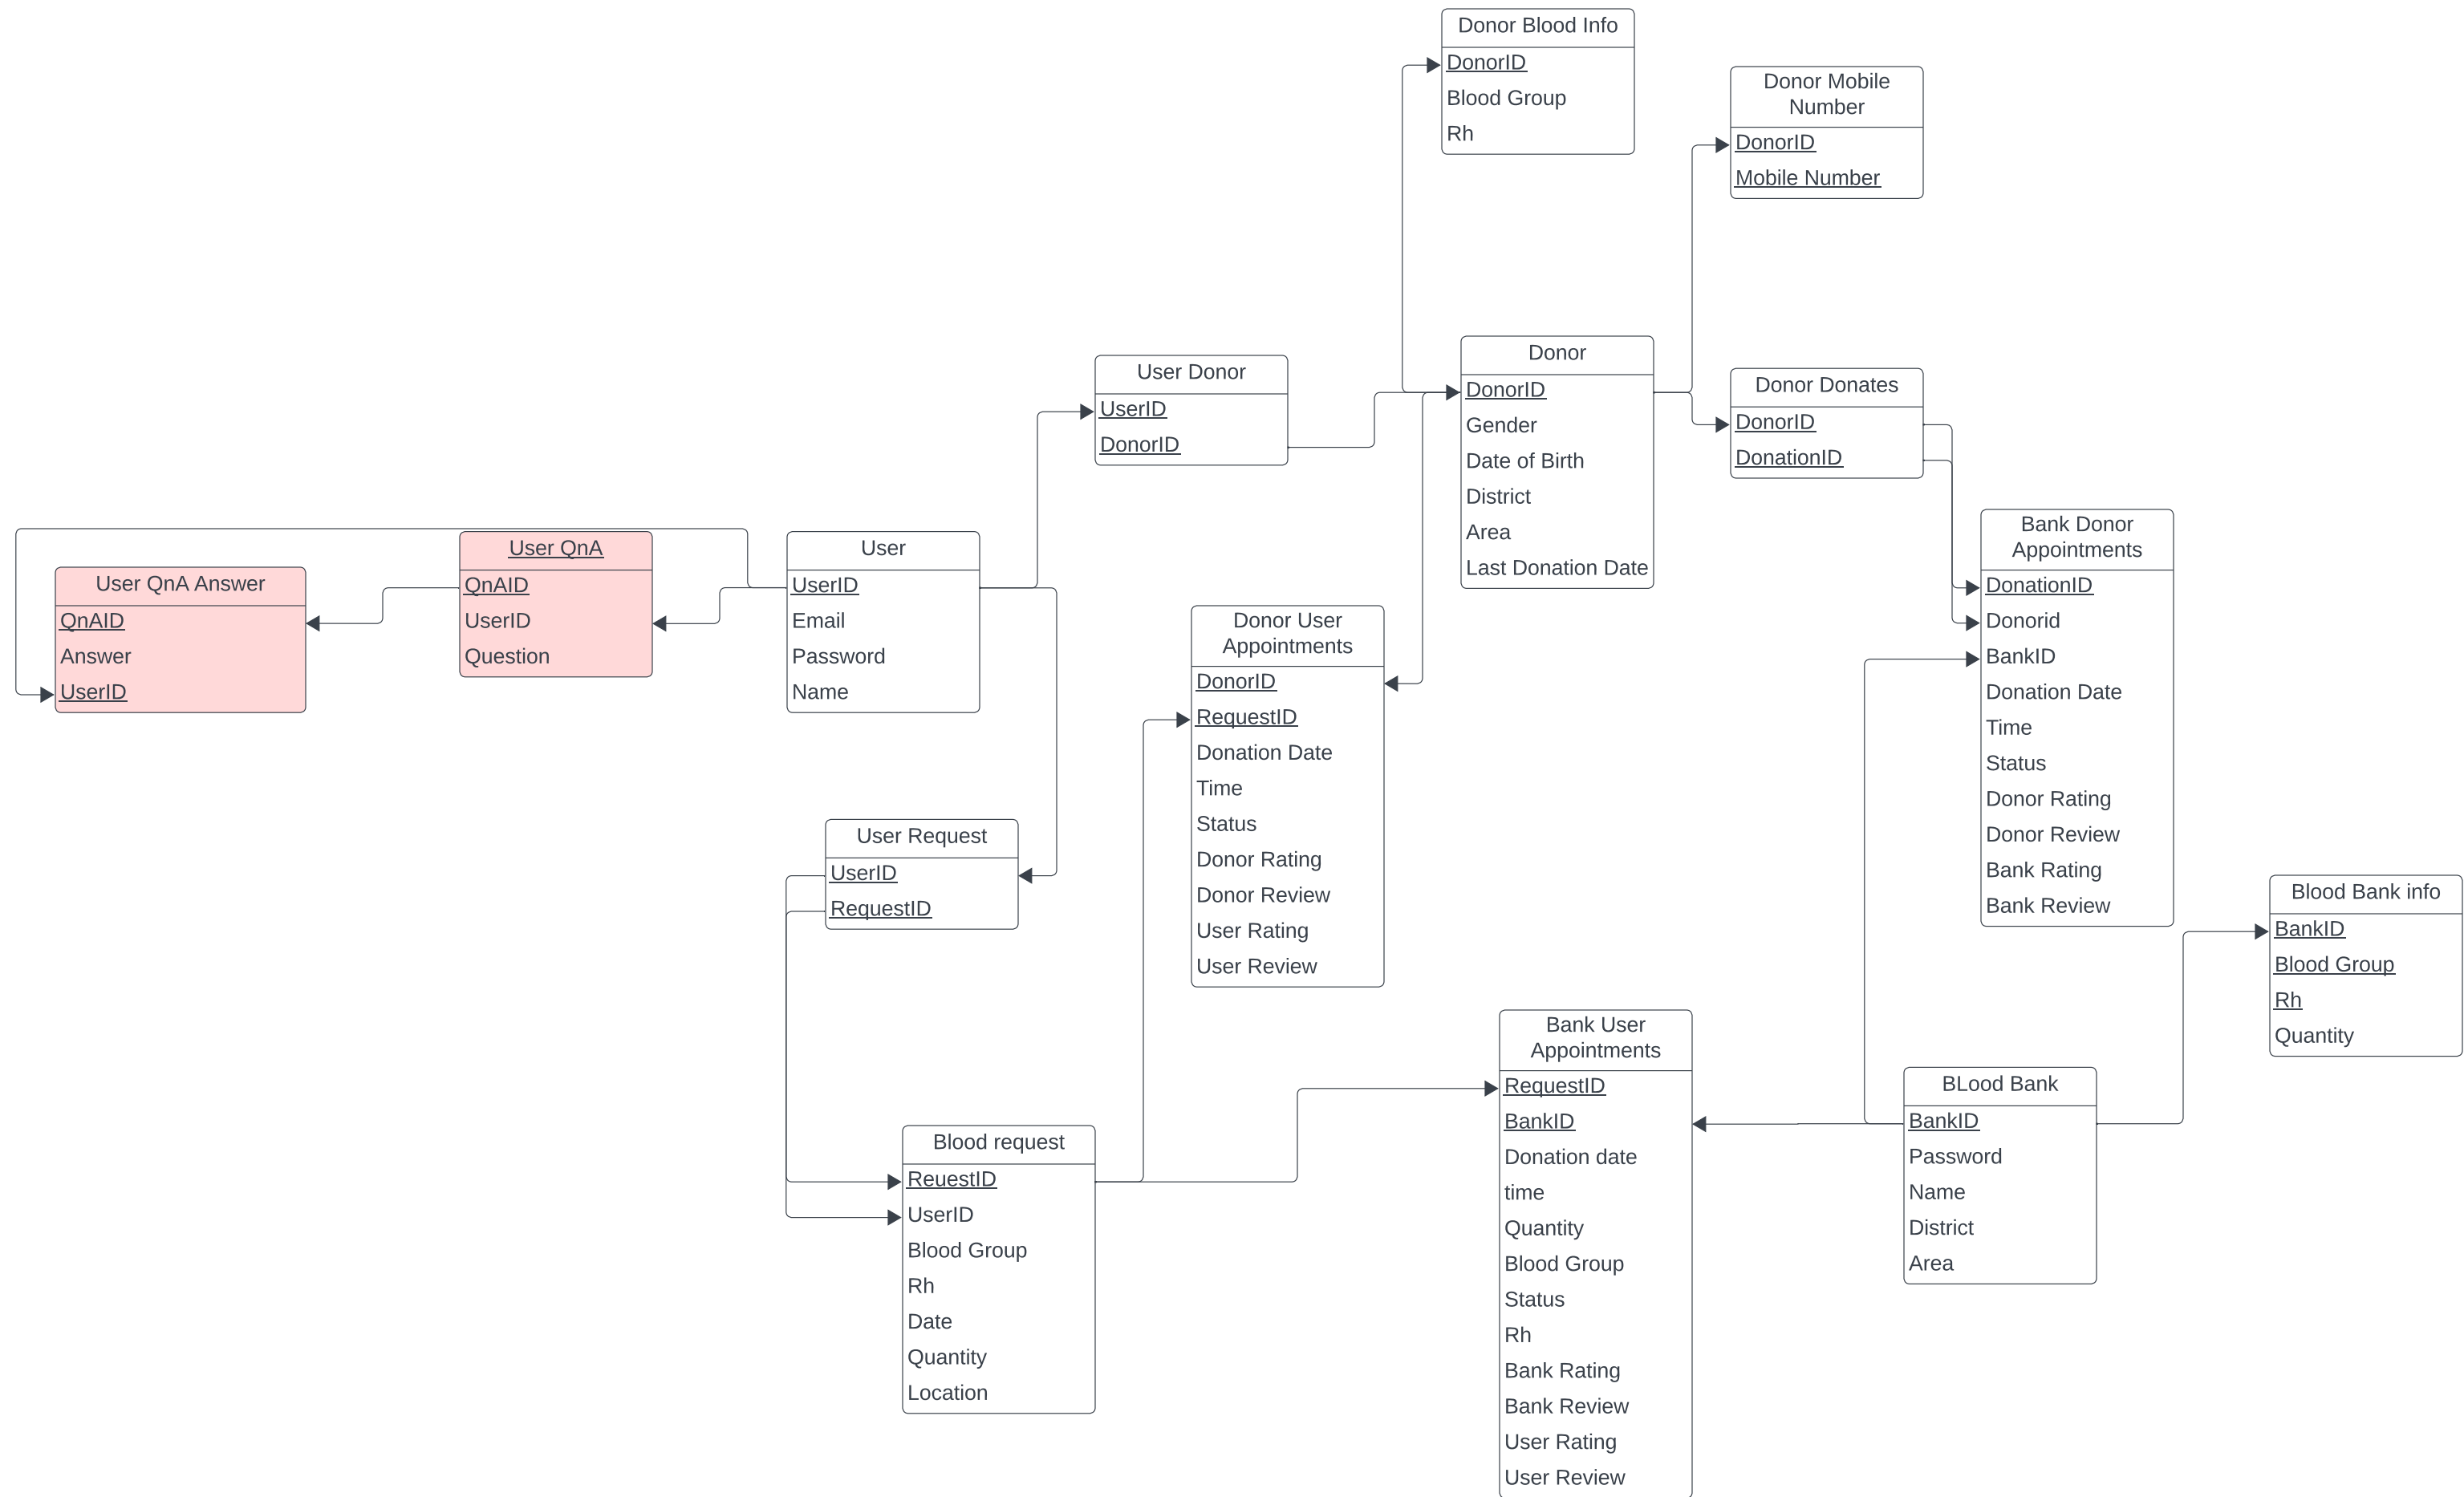 Donor Blood Info
DonorID
Blood Group
Rh
Donor Mobile
Number
DonorID
Mobile Number
User Donor
UserID
DonorID
Donor
DonorID
Gender
Date of Birth
District
Area
Last Donation Date
Donor Donates
DonorID
DonationID
User QnA Answer
QnAID
Answer
UserID
User QnA
QnAID
UserID
Question
User
UserID
Email
Password
Name
Donor User
Appointments
DonorID
RequestID
Donation Date
Time
Status
Donor Rating
Donor Review
User Rating
User Review
Bank Donor
Appointments
DonationID
Donorid
BankID
Donation Date
Time
Status
Donor Rating
Donor Review
Bank Rating
Bank Review
User Request
UserID
RequestID
Blood Bank info
BankID
Blood Group
Rh
Quantity
Blood request
ReuestID
UserID
Blood Group
Rh
Date
Quantity
Location
Bank User
Appointments
RequestID
BankID
Donation date
time
Quantity
Blood Group
Status
Rh
Bank Rating
Bank Review
User Rating
User Review
BLood Bank
BankID
Password
Name
District
Area